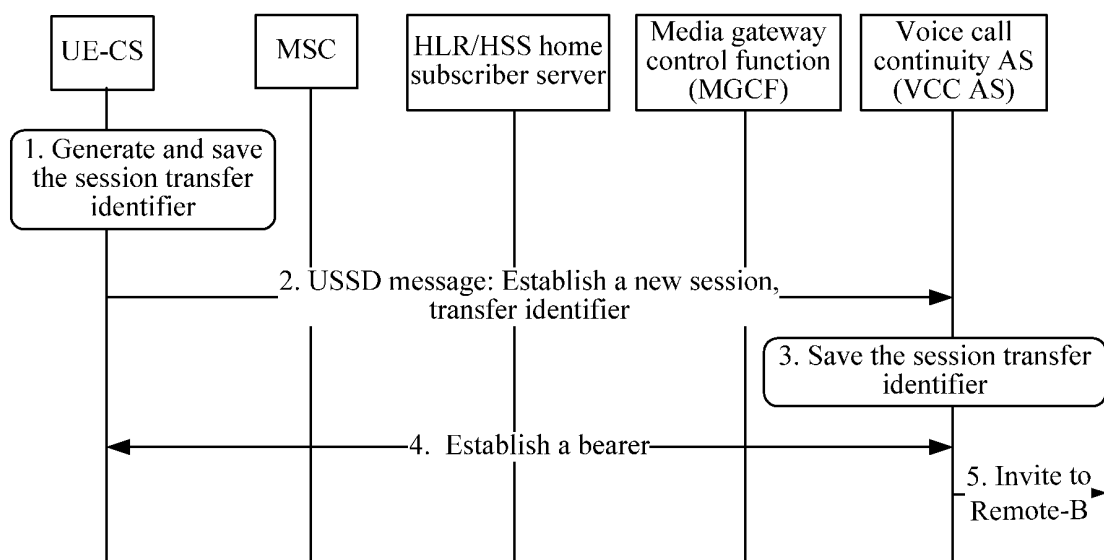 UE-CS
MSC
HLR/HSS home
subscriber server
Media gateway
control function
(MGCF)
Voice call
continuity AS
(VCC AS)
1. Generate and save
the session transfer
identifier
2. USSD message: Establish a new session,
transfer identifier
3. Save the session transfer
identifier
4. Establish a bearer
5. Invite to
Remote-B